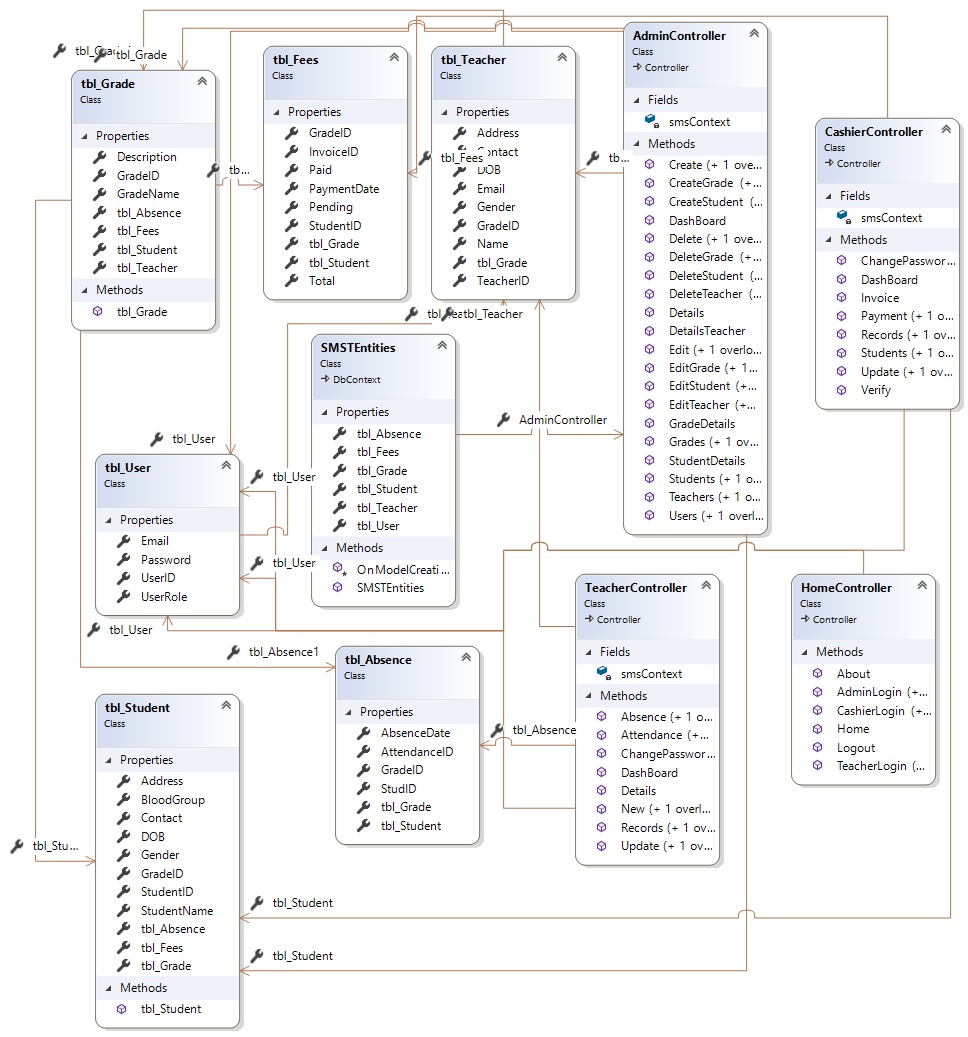 tbl_Grade
tbl_Grade
Class
Properties
Description
GradeID
GradeName
tbl_Absence
tbl_Fees
tbl_Student
tbl_Teacher
Methods
tbl_Grade
tb...
tbl_Fees
Class
Properties
GradeID
InvoiceID
Paid
PaymentDate
Pending
StudentID
tbl_Grade
tbl_Student
Total
tbl_Fees
tbl_Teacher
Class
Properties
Address
DOB
Email
Gender
GradeID
Name
tbl_Grade
TeacherID
tb...
tbl_Teacher
AdminController
Class
Controller
Fields
smsContext
Methods
Create (+ 1 ove...
CreateGrade (+...
CreateStudent (...
DashBoard
Delete (+ 1 ove...
DeleteGrade (+...
DeleteStudent (...
DeleteTeacher (...
Details
DetailsTeacher
Edit (+ 1 overlo...
EditGrade (+ 1...
EditStudent (+...
EditTeacher (+...
GradeDetails
Grades (+ 1 ov...
StudentDetails
Students (+ 1 o...
Teachers (+ 1 o...
Users (+ 1 overl...
CashierController
Class
Controller
Fields
smsContext
Methods
ChangePasswor...
DashBoard
Invoice
Payment (+ 1 o...
Records (+ 1 ov...
Students (+ 1 o...
Update (+ 1 ov...
Verify
SMSTEntities
Class
DbContext
Properties
tbl_Absence
tbl_Fees
tbl_Grade
tbl_Student
tbl_Teacher
tbl_User
Methods
OnModelCreati...
SMSTEntities
AdminController
tbl_User
tbl_User
Class
Properties
Email
Password
UserID
UserRole
tbl_User
tbl_User
tbl_User
tbl_Absence1
tbl_Absence
Class
Properties
AbsenceDate
AttendanceID
GradeID
StudID
tbl_Grade
tbl_Student
tbl_Absence
TeacherController
Class
Controller
Fields
smsContext
Methods
Absence (+ 1 o...
Attendance (+...
ChangePasswor...
DashBoard
Details
New (+ 1 overl...
Records (+ 1 ov...
Update (+ 1 ov...
HomeController
Class
Controller
Methods
About
AdminLogin (+...
CashierLogin (+...
Home
Logout
TeacherLogin (...
tbl_Stu...
tbl_Student
Class
Properties
Address
BloodGroup
Contact
DOB
Gender
GradeID
StudentID
StudentName
tbl_Absence
tbl_Fees
tbl_Grade
Methods
tbl_Student
tbl_Student
tbl_Student